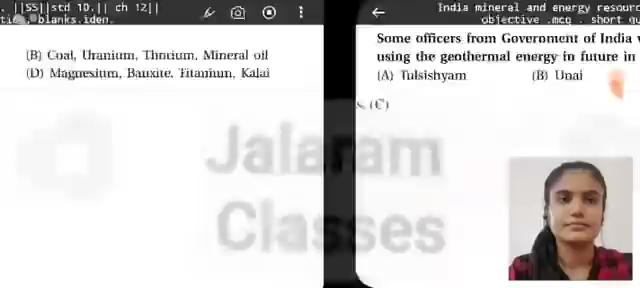 . ||SS||std 10.|| ch 12||
blanks.iden.
(B) Coal, Uranium, Thorium, Mineral oil
(D) Magnesium, Bauxite, Titanium, Kalai
India mineral and energy resourc
objective .mcq . short qu
Some officers from Government of India
using the geothermal energy in future in
(A) Tulsishyam (B) Unai
(C)
Jalaram
Classes